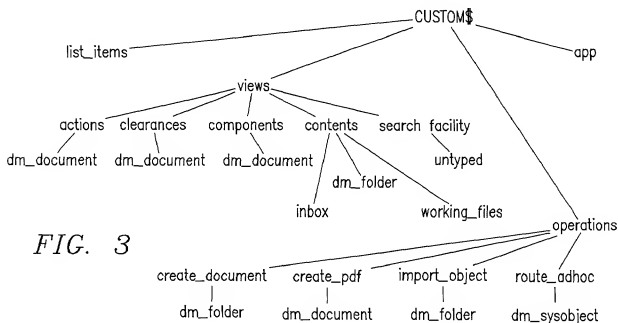 CUSTOM$
list_items
app
views
actions clearances components contents search facility
dm_document dm_document dm_document untyped
dm_folder
inbox working_files
operations
FIG. 3
create_document create_pdf import_object route_adhoc
dm_folder dm_document dm_folder dm_sysobject